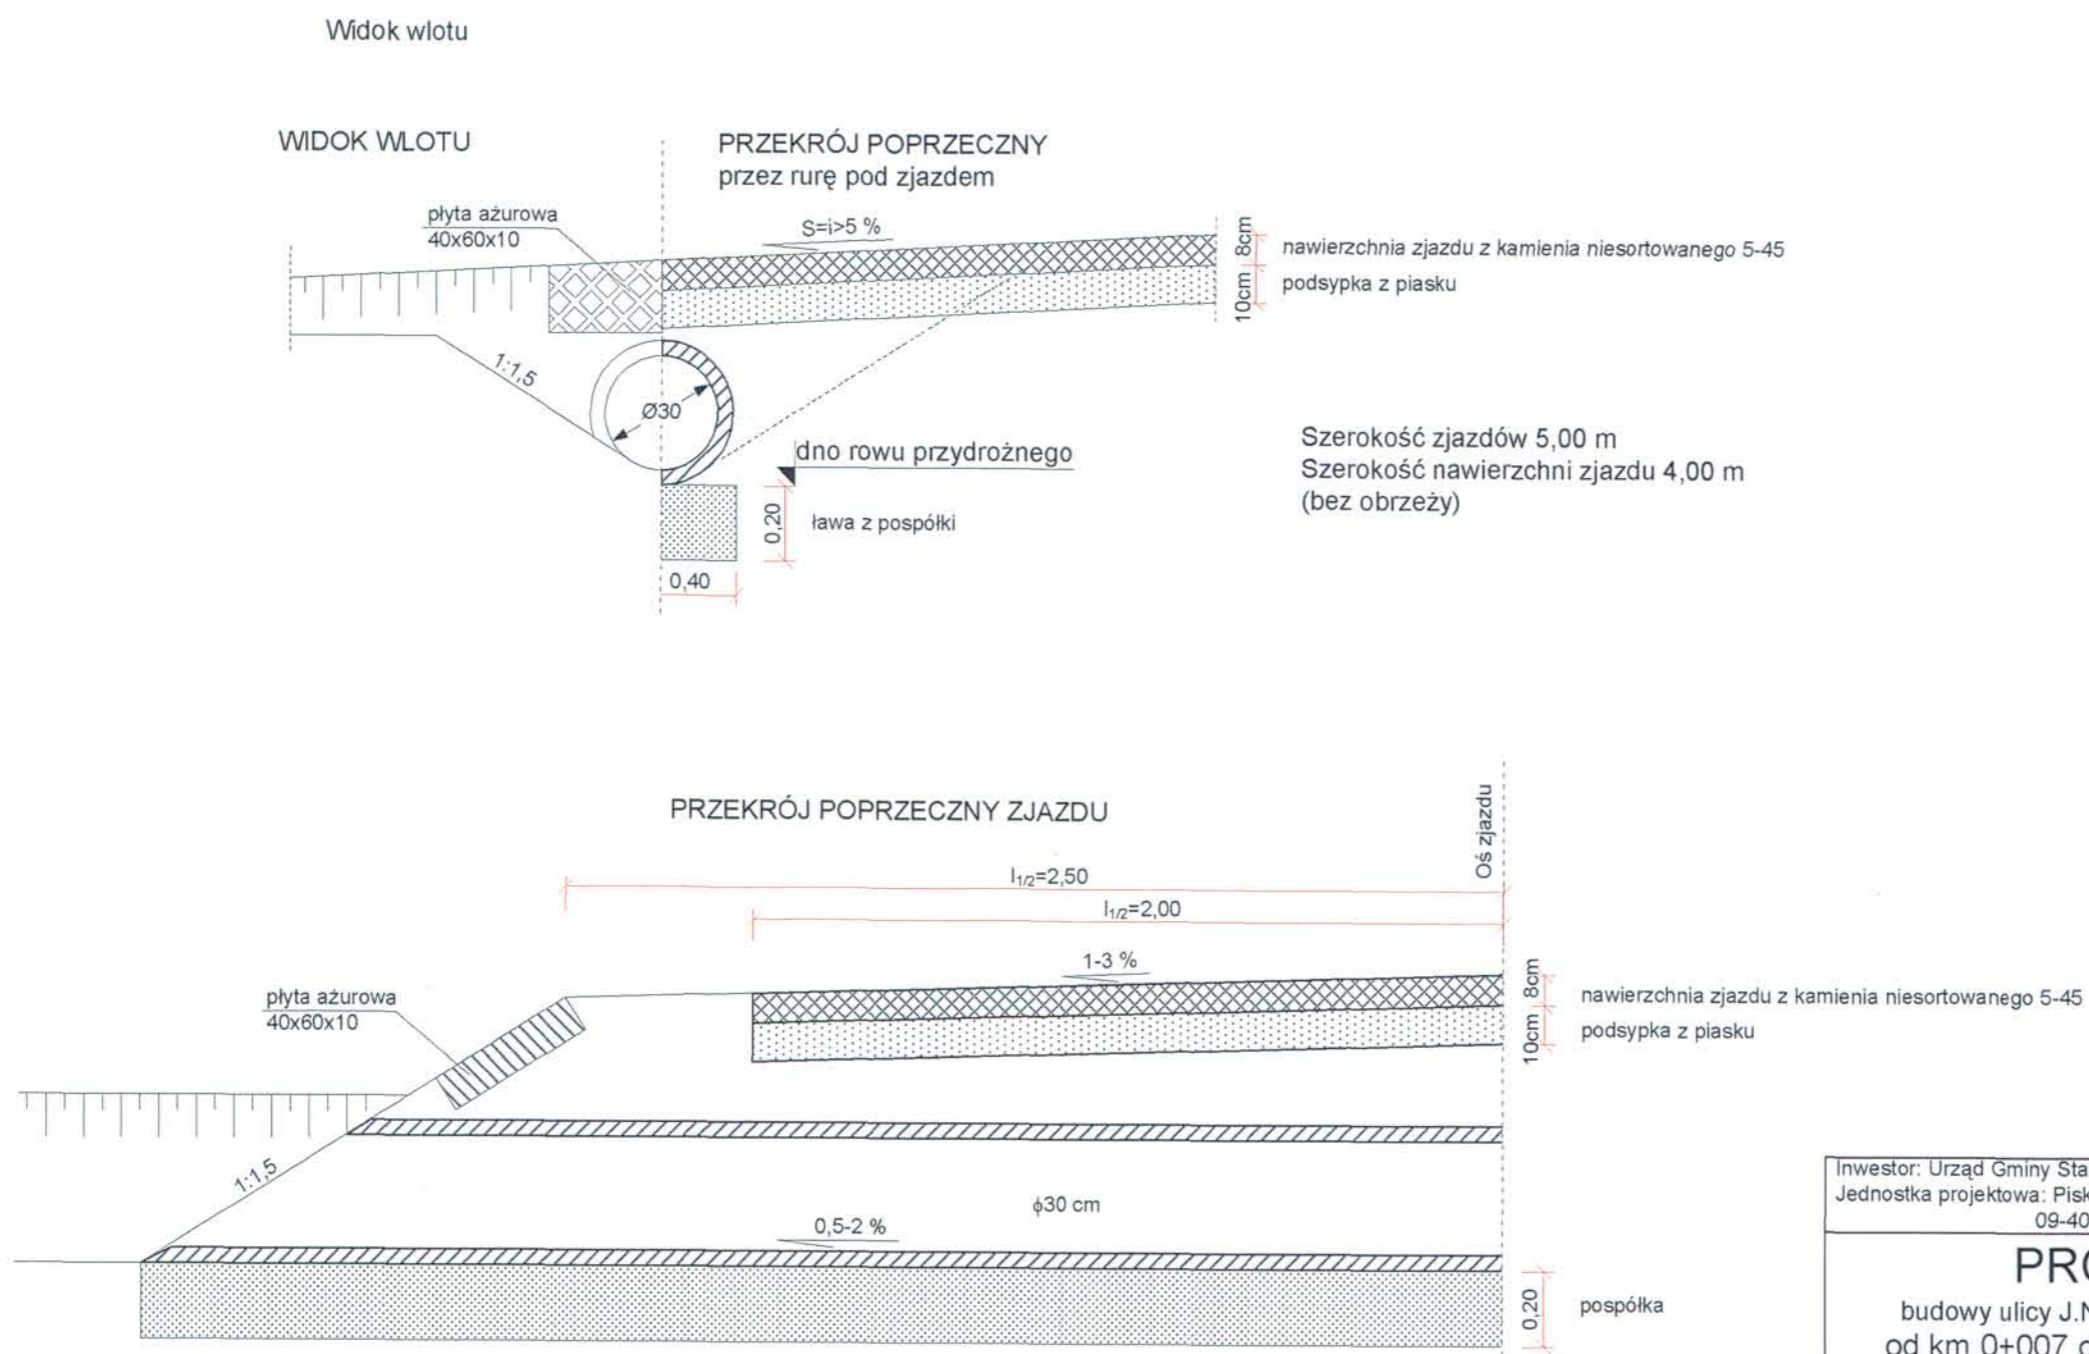 Widok wlotu
WIDOK WLOTU
PRZEKRÓJ POPRZECZNY
przez rurę pod zjazdem
płyta ażurowa
40x60x10
S=i>5 %
8cm
10cm
nawierzchnia zjazdu z kamienia niesortowanego 5-45
podsypka z piasku
1:1,5
Ø30
dno rowu przydrożnego
0,20
ława z pospółki
0,40
Szerokość zjazdów 5,00 m
Szerokość nawierzchni zjazdu 4,00 m
(bez obrzeży)
PRZEKRÓJ POPRZECZNY ZJAZDU
Oś zjazdu
l1/2=2,50
l1/2=2,00
1-3 %
płyta ażurowa
40x60x10
8cm
10cm
nawierzchnia zjazdu z kamienia niesortowanego 5-45
podsypka z piasku
1:1,5
ϕ30 cm
0,5-2 %
0,20
pospółka
Inwestor: Urząd Gminy Sta
Jednostka projektowa: Pisk
09-40
PRO
budowy ulicy J.N
od km 0+007 d